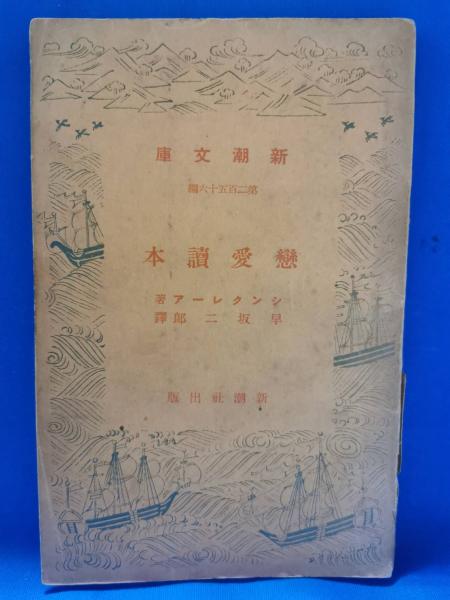 新潮文庫
第二百五十六編
戀愛讀本
シンクレーア著
早坂二郎譯
新潮社出版